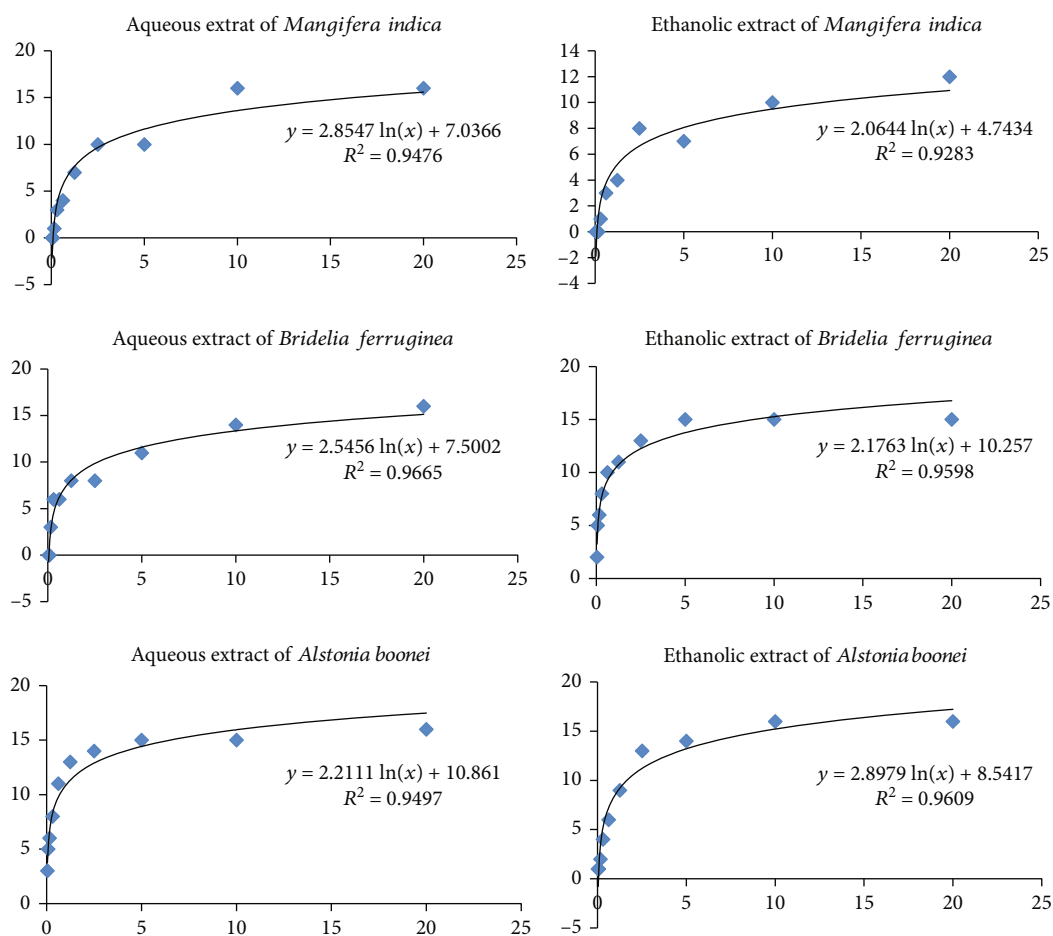 Aqueous extrat of Mangifera indica
20
15
10
5
0
–5
0 5 10 15 20 25
y = 2.8547 ln(x) + 7.0366
R² = 0.9476
Ethanolic extract of Mangifera indica
14
12
10
8
6
4
2
0
–2
–4
0 5 10 15 20 25
y = 2.0644 ln(x) + 4.7434
R² = 0.9283
Aqueous extract of Bridelia ferruginea
20
15
10
5
0
–5
0 5 10 15 20 25
y = 2.5456 ln(x) + 7.5002
R² = 0.9665
Ethanolic extract of Bridelia ferruginea
20
15
10
5
0
0 5 10 15 20 25
y = 2.1763 ln(x) + 10.257
R² = 0.9598
Aqueous extract of Alstonia boonei
20
15
10
5
0
0 5 10 15 20 25
y = 2.2111 ln(x) + 10.861
R² = 0.9497
Ethanolic extract of Alstonia boonei
20
15
10
5
0
–5
0 5 10 15 20 25
y = 2.8979 ln(x) + 8.5417
R² = 0.9609